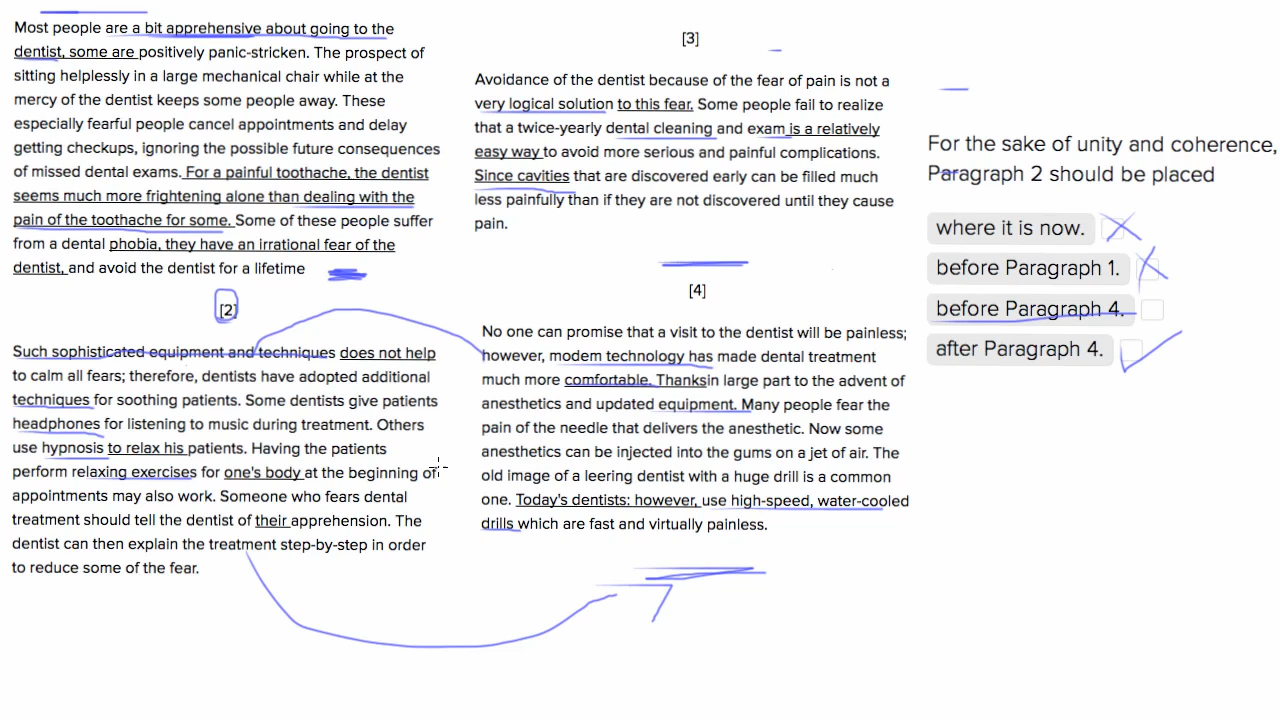 Most people are a bit apprehensive about going to the
dentist, some are positively panic-stricken. The prospect of
sitting helplessly in a large mechanical chair while at the
mercy of the dentist keeps some people away. These
especially fearful people cancel appointments and delay
getting checkups, ignoring the possible future consequences
of missed dental exams. For a painful toothache, the dentist
seems much more frightening alone than dealing with the
pain of the toothache for some. Some of these people suffer
from a dental phobia, they have an irrational fear of the
dentist, and avoid the dentist for a lifetime
[2]
Such sophisticated equipment and techniques does not help
to calm all fears; therefore, dentists have adopted additional
techniques for soothing patients. Some dentists give patients
headphones for listening to music during treatment. Others
use hypnosis to relax his patients. Having the patients
perform relaxing exercises for one's body at the beginning of
appointments may also work. Someone who fears dental
treatment should tell the dentist of their apprehension. The
dentist can then explain the treatment step-by-step in order
to reduce some of the fear.
[3]
Avoidance of the dentist because of the fear of pain is not a
very logical solution to this fear. Some people fail to realize
that a twice-yearly dental cleaning and exam is a relatively
easy way to avoid more serious and painful complications.
Since cavities that are discovered early can be filled much
less painfully than if they are not discovered until they cause
pain.
[4]
No one can promise that a visit to the dentist will be painless;
however, modem technology has made dental treatment
much more comfortable. Thanksin large part to the advent of
anesthetics and updated equipment. Many people fear the
pain of the needle that delivers the anesthetic. Now some
anesthetics can be injected into the gums on a jet of air. The
old image of a leering dentist with a huge drill is a common
one. Today's dentists: however, use high-speed, water-cooled
drills which are fast and virtually painless.
For the sake of unity and coherence,
Paragraph 2 should be placed
where it is now.
before Paragraph 1.
before Paragraph 4.
after Paragraph 4.